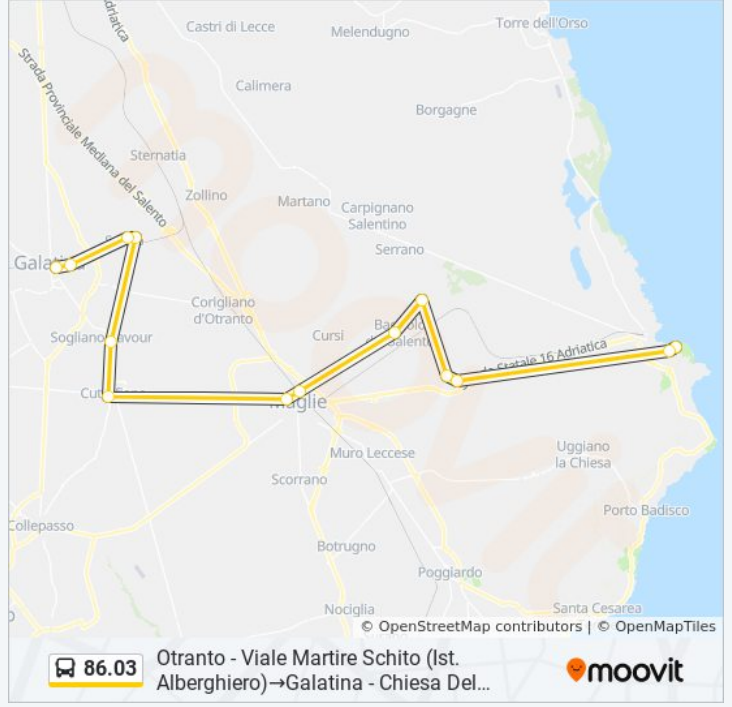 Castri di Lecce
Torre dell'Orso
Melendugno
Adriatica
Calimera
Borgagne
Strada Provinciale Mediana del Salento
Sternatia
Zollino
Martano
Carpignano
Salentino
Serrano
Corigliano
d'Otranto
Cursi
Statale 16 Adriatica
Maglie
Muro Leccese
Uggiano
la Chiesa
Scorrano
Collepasso
Porto Badisco
Botrugno
Poggiardo
Nociglia
Santa Cesarea
© OpenStreetMap contributors | © OpenMapTiles
86.03
Otranto - Viale Martire Schito (Ist.
Alberghiero)→Galatina - Chiesa Del...
moovit